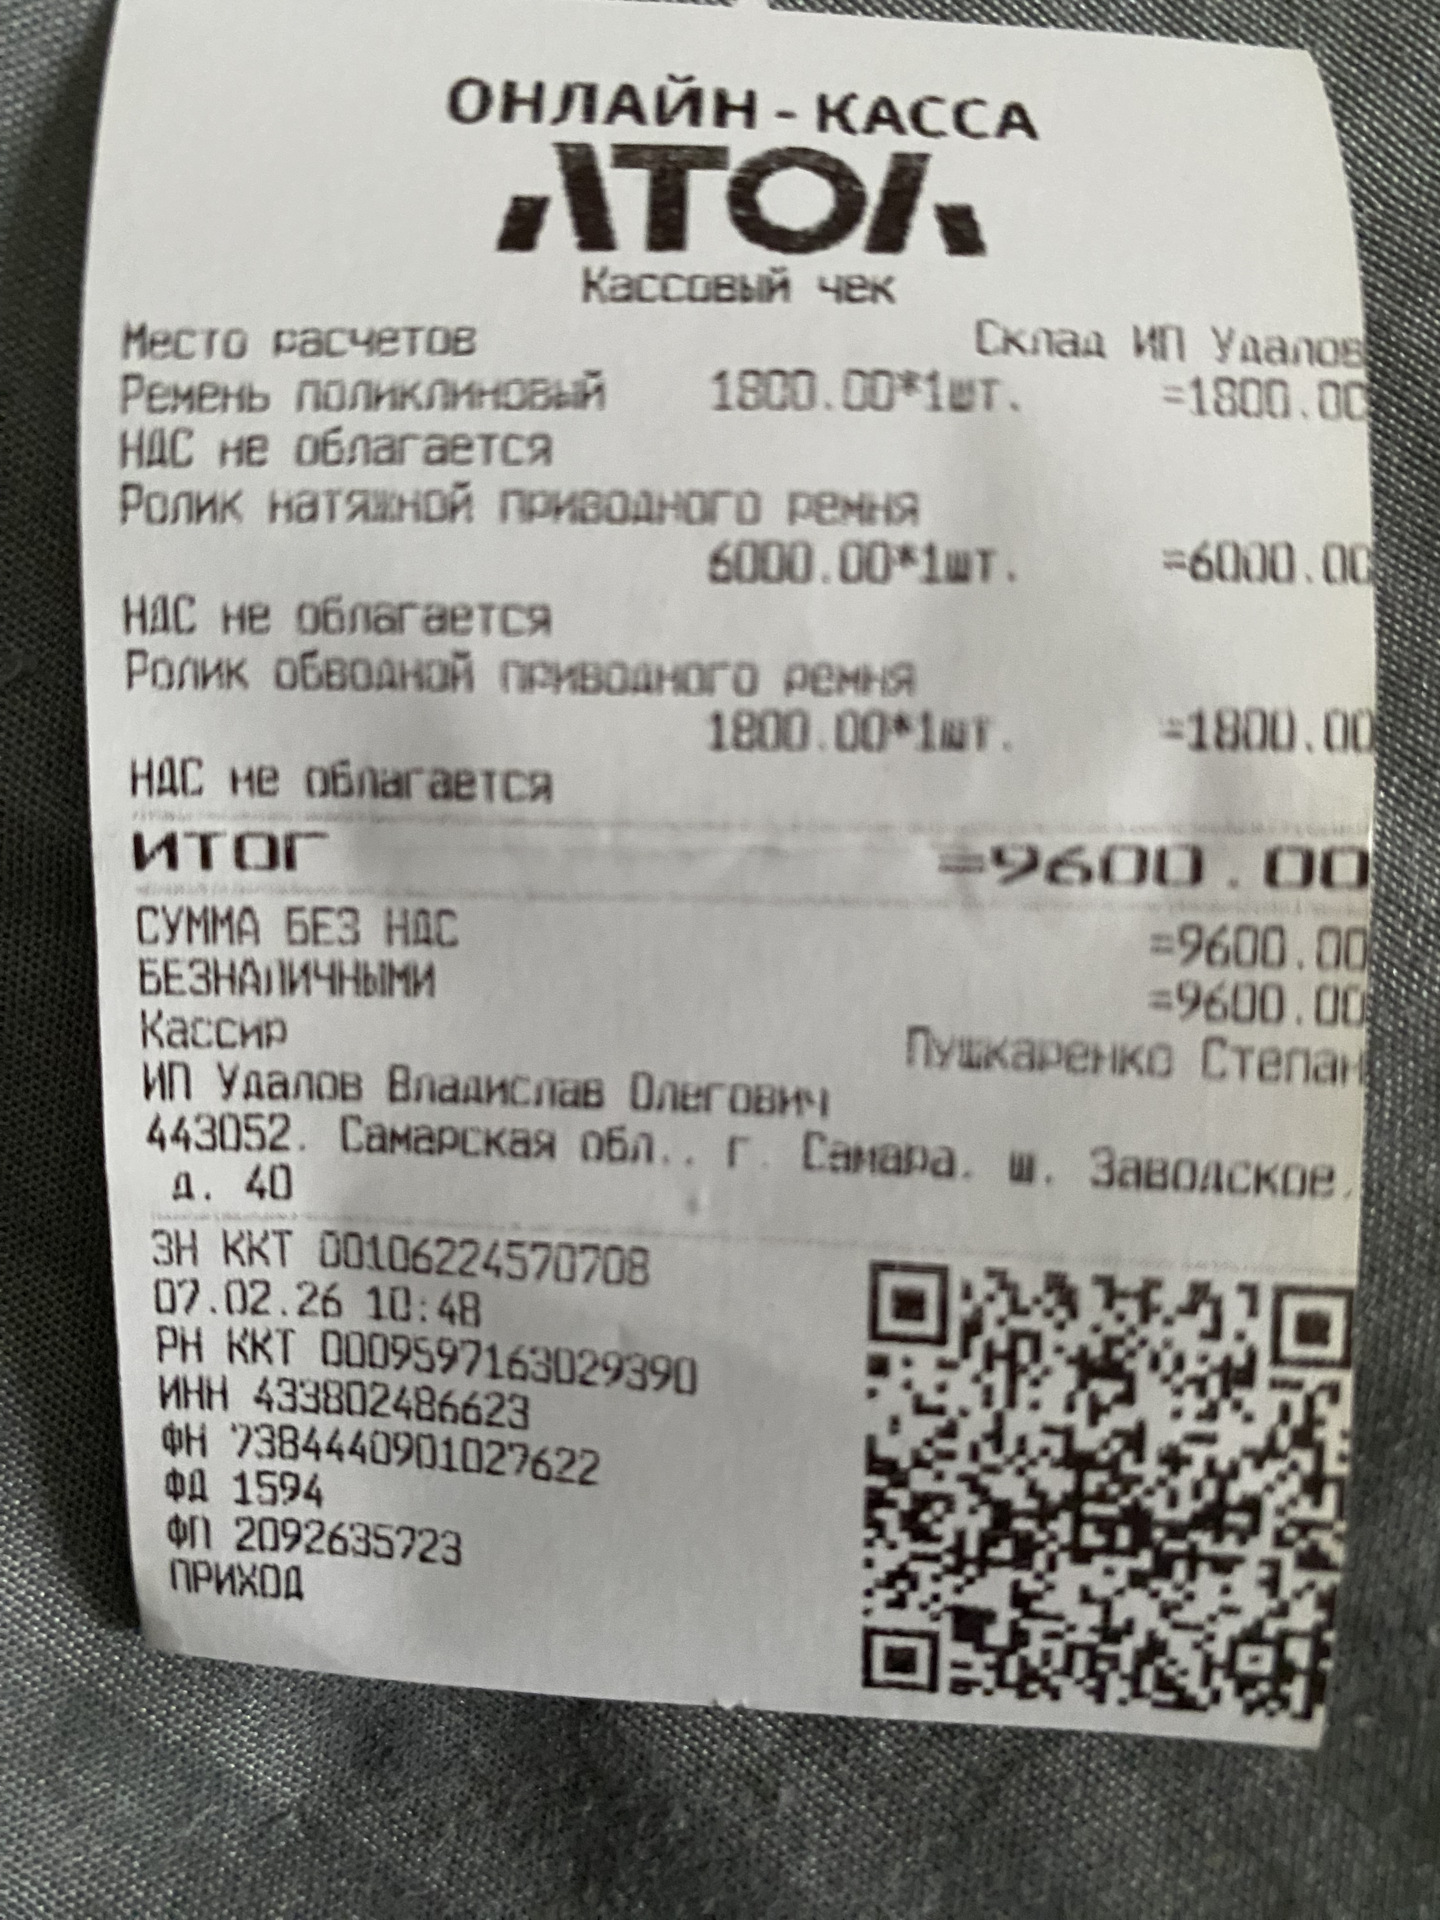 ОНЛАЙН - КАССА
АТОЛ
Кассовый чек
Место расчетов Склад ИП Удалов
Ремень поликлиновый 1800.00*1шт. =1800.00
НДС не облагается
Ролик натяжной приводного ремня
6000.00*1шт. =6000.00
НДС не облагается
Ролик обводной приводного ремня
1800.00*1шт. =1800.00
НДС не облагается
ИТОГ =9600.00
СУММА БЕЗ НДС =9600.00
БЕЗНАЛИЧНЫМИ =9600.00
Кассир Пушкаренко Степан
ИП Удалов Владислав Олегович
443052, Самарская обл., г. Самара, ш. Заводское,
д. 40
ЗН ККТ 00106224570708
07.02.26 10:48
РН ККТ 0009597163029390
ИНН 433802486623
ФН 7384440901027622
ФД 1594
ФП 2092635723
ПРИХОД